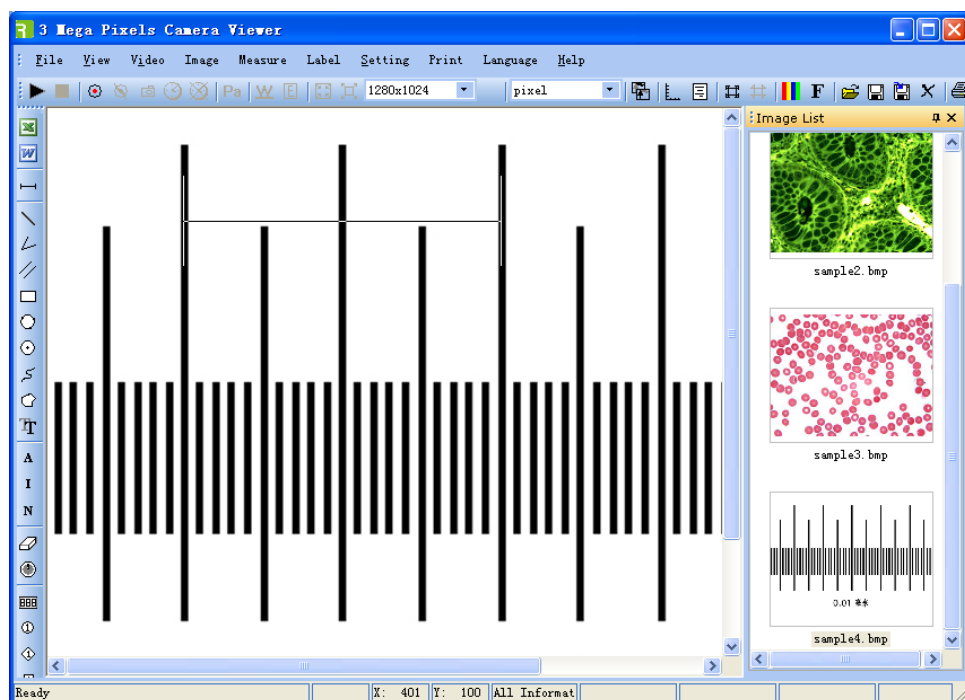 3 Mega Pixels Camera Viewer
File View Video Image Measure Label Setting Print Language Help
Pa W E 1280x1024 pixel F
Image List
W
sample2.bmp
T
A
I
N
sample3.bmp
0.01 毫米
sample4.bmp
Ready X: 401 Y: 100 All Informat